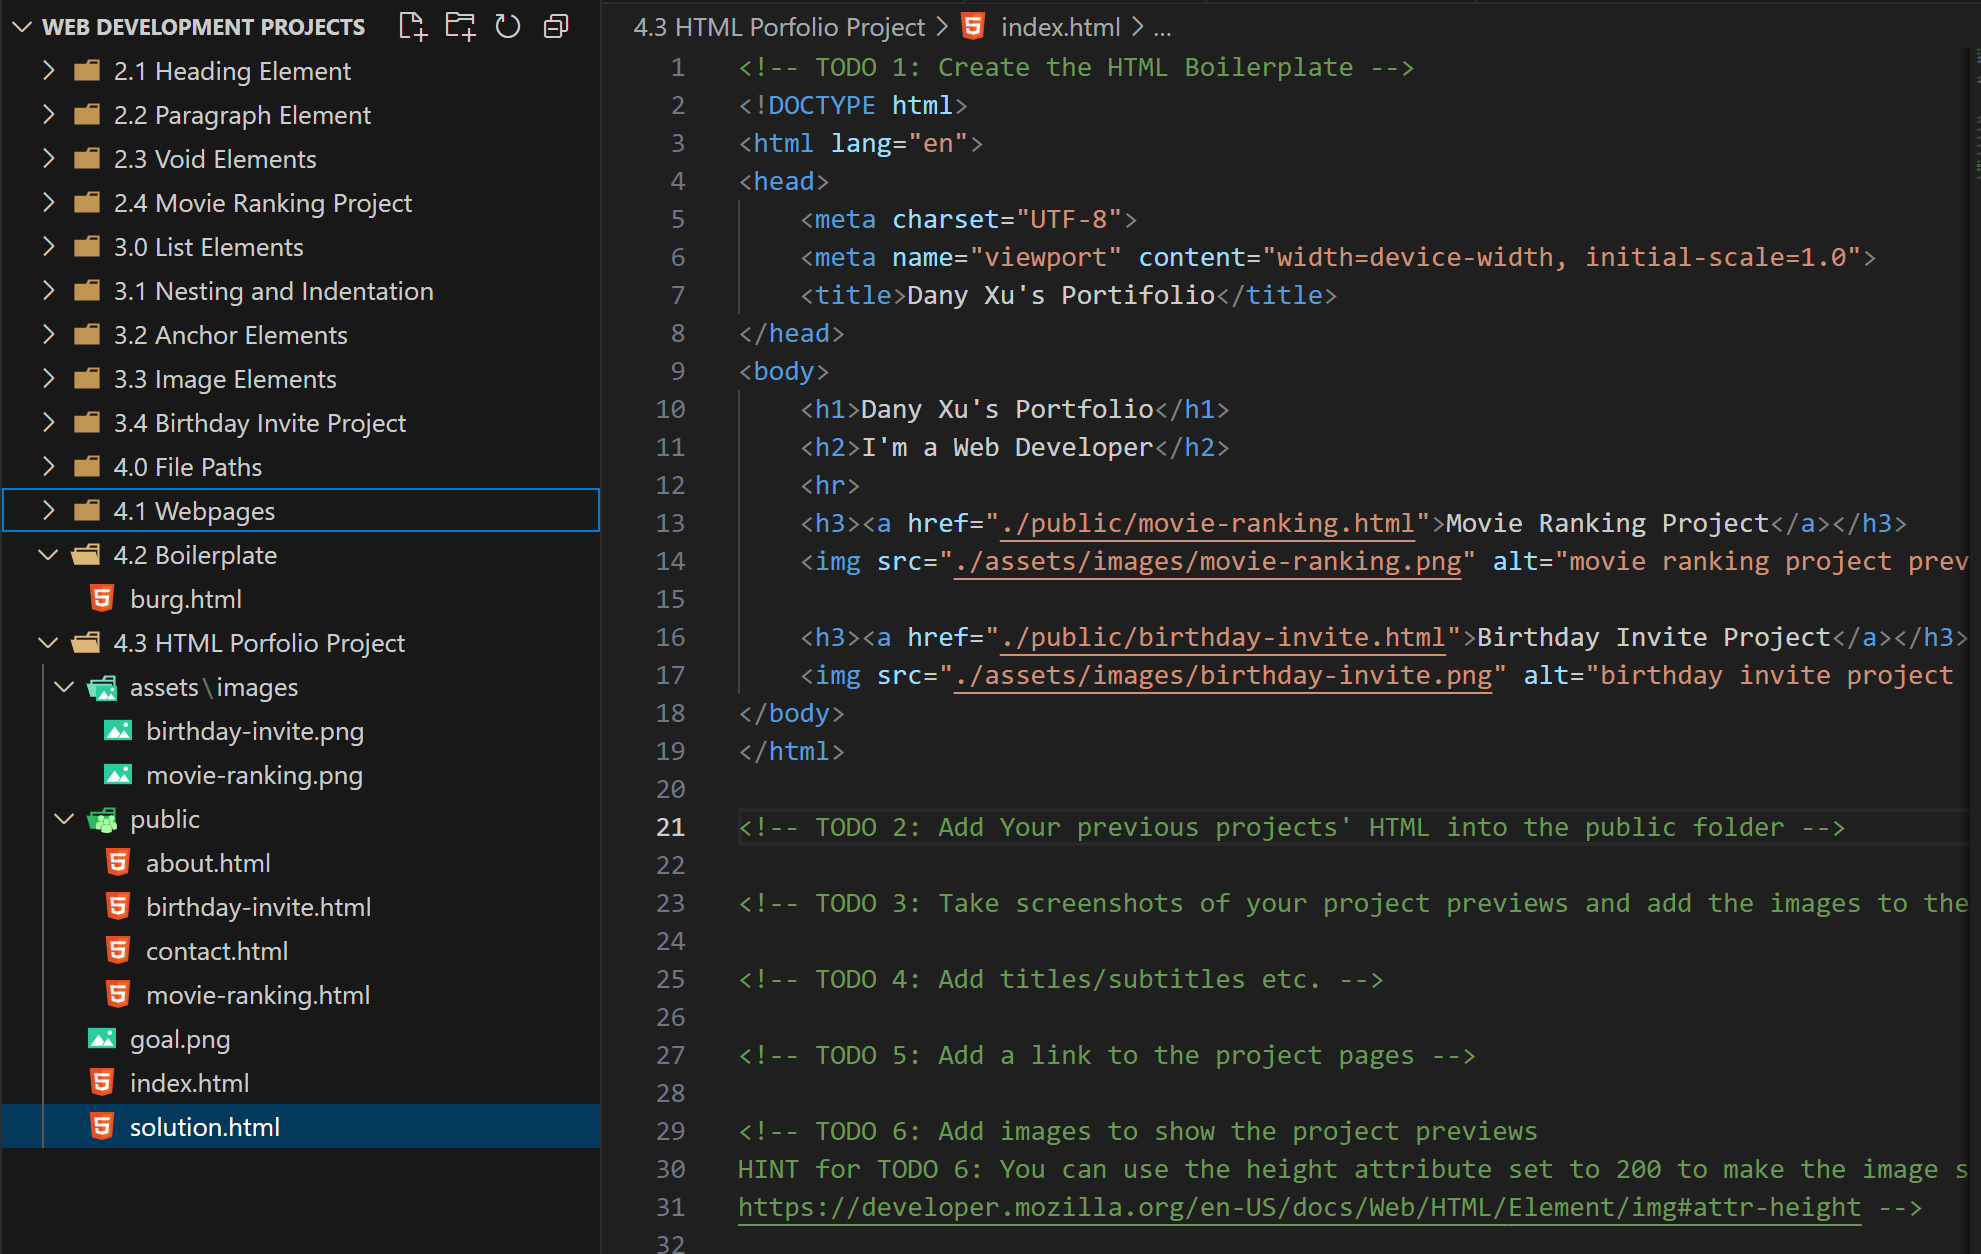 WEB DEVELOPMENT PROJECTS
2.1 Heading Element
2.2 Paragraph Element
2.3 Void Elements
2.4 Movie Ranking Project
3.0 List Elements
3.1 Nesting and Indentation
3.2 Anchor Elements
3.3 Image Elements
3.4 Birthday Invite Project
4.0 File Paths
4.1 Webpages
4.2 Boilerplate
burg.html
4.3 HTML Porfolio Project
assets\images
birthday-invite.png
movie-ranking.png
public
about.html
birthday-invite.html
contact.html
movie-ranking.html
goal.png
index.html
solution.html
4.3 HTML Porfolio Project > index.html > ...
1 <!-- TODO 1: Create the HTML Boilerplate -->
2 <!DOCTYPE html>
3 <html lang="en">
4 <head>
5 <meta charset="UTF-8">
6 <meta name="viewport" content="width=device-width, initial-scale=1.0">
7 <title>Dany Xu's Portifolio</title>
8 </head>
9 <body>
10 <h1>Dany Xu's Portfolio</h1>
11 <h2>I'm a Web Developer</h2>
12 <hr>
13 <h3><a href="./public/movie-ranking.html">Movie Ranking Project</a></h3>
14 <img src="./assets/images/movie-ranking.png" alt="movie ranking project prev
15
16 <h3><a href="./public/birthday-invite.html">Birthday Invite Project</a></h3>
17 <img src="./assets/images/birthday-invite.png" alt="birthday invite project
18 </body>
19 </html>
20
21 <!-- TODO 2: Add Your previous projects' HTML into the public folder -->
22
23 <!-- TODO 3: Take screenshots of your project previews and add the images to the
24
25 <!-- TODO 4: Add titles/subtitles etc. -->
26
27 <!-- TODO 5: Add a link to the project pages -->
28
29 <!-- TODO 6: Add images to show the project previews
30 HINT for TODO 6: You can use the height attribute set to 200 to make the image s
31 https://developer.mozilla.org/en-US/docs/Web/HTML/Element/img#attr-height -->
32